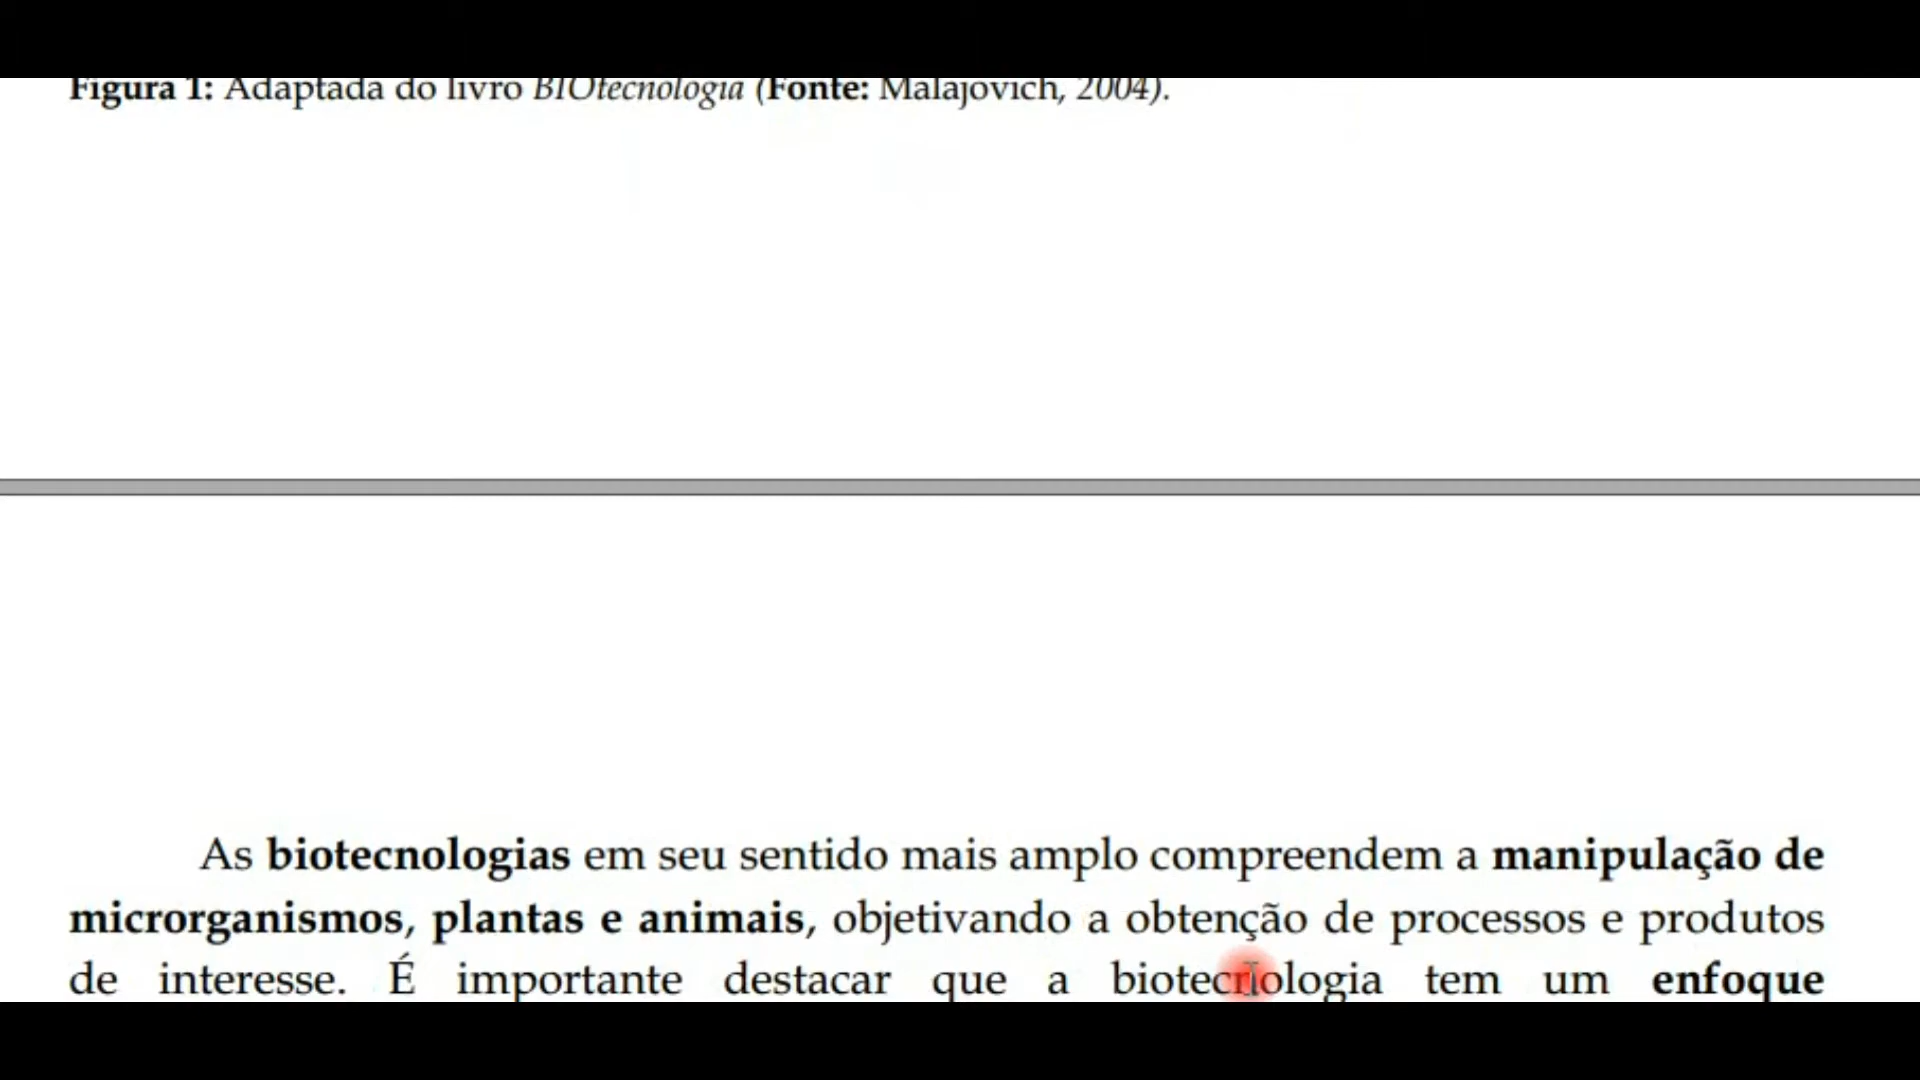 Figura 1: Adaptada do livro BIOtecnologia (Fonte: Malajovich, 2004).
As biotecnologias em seu sentido mais amplo compreendem a manipulação de
microrganismos, plantas e animais, objetivando a obtenção de processos e produtos
de interesse. É importante destacar que a biotecnologia tem um enfoque